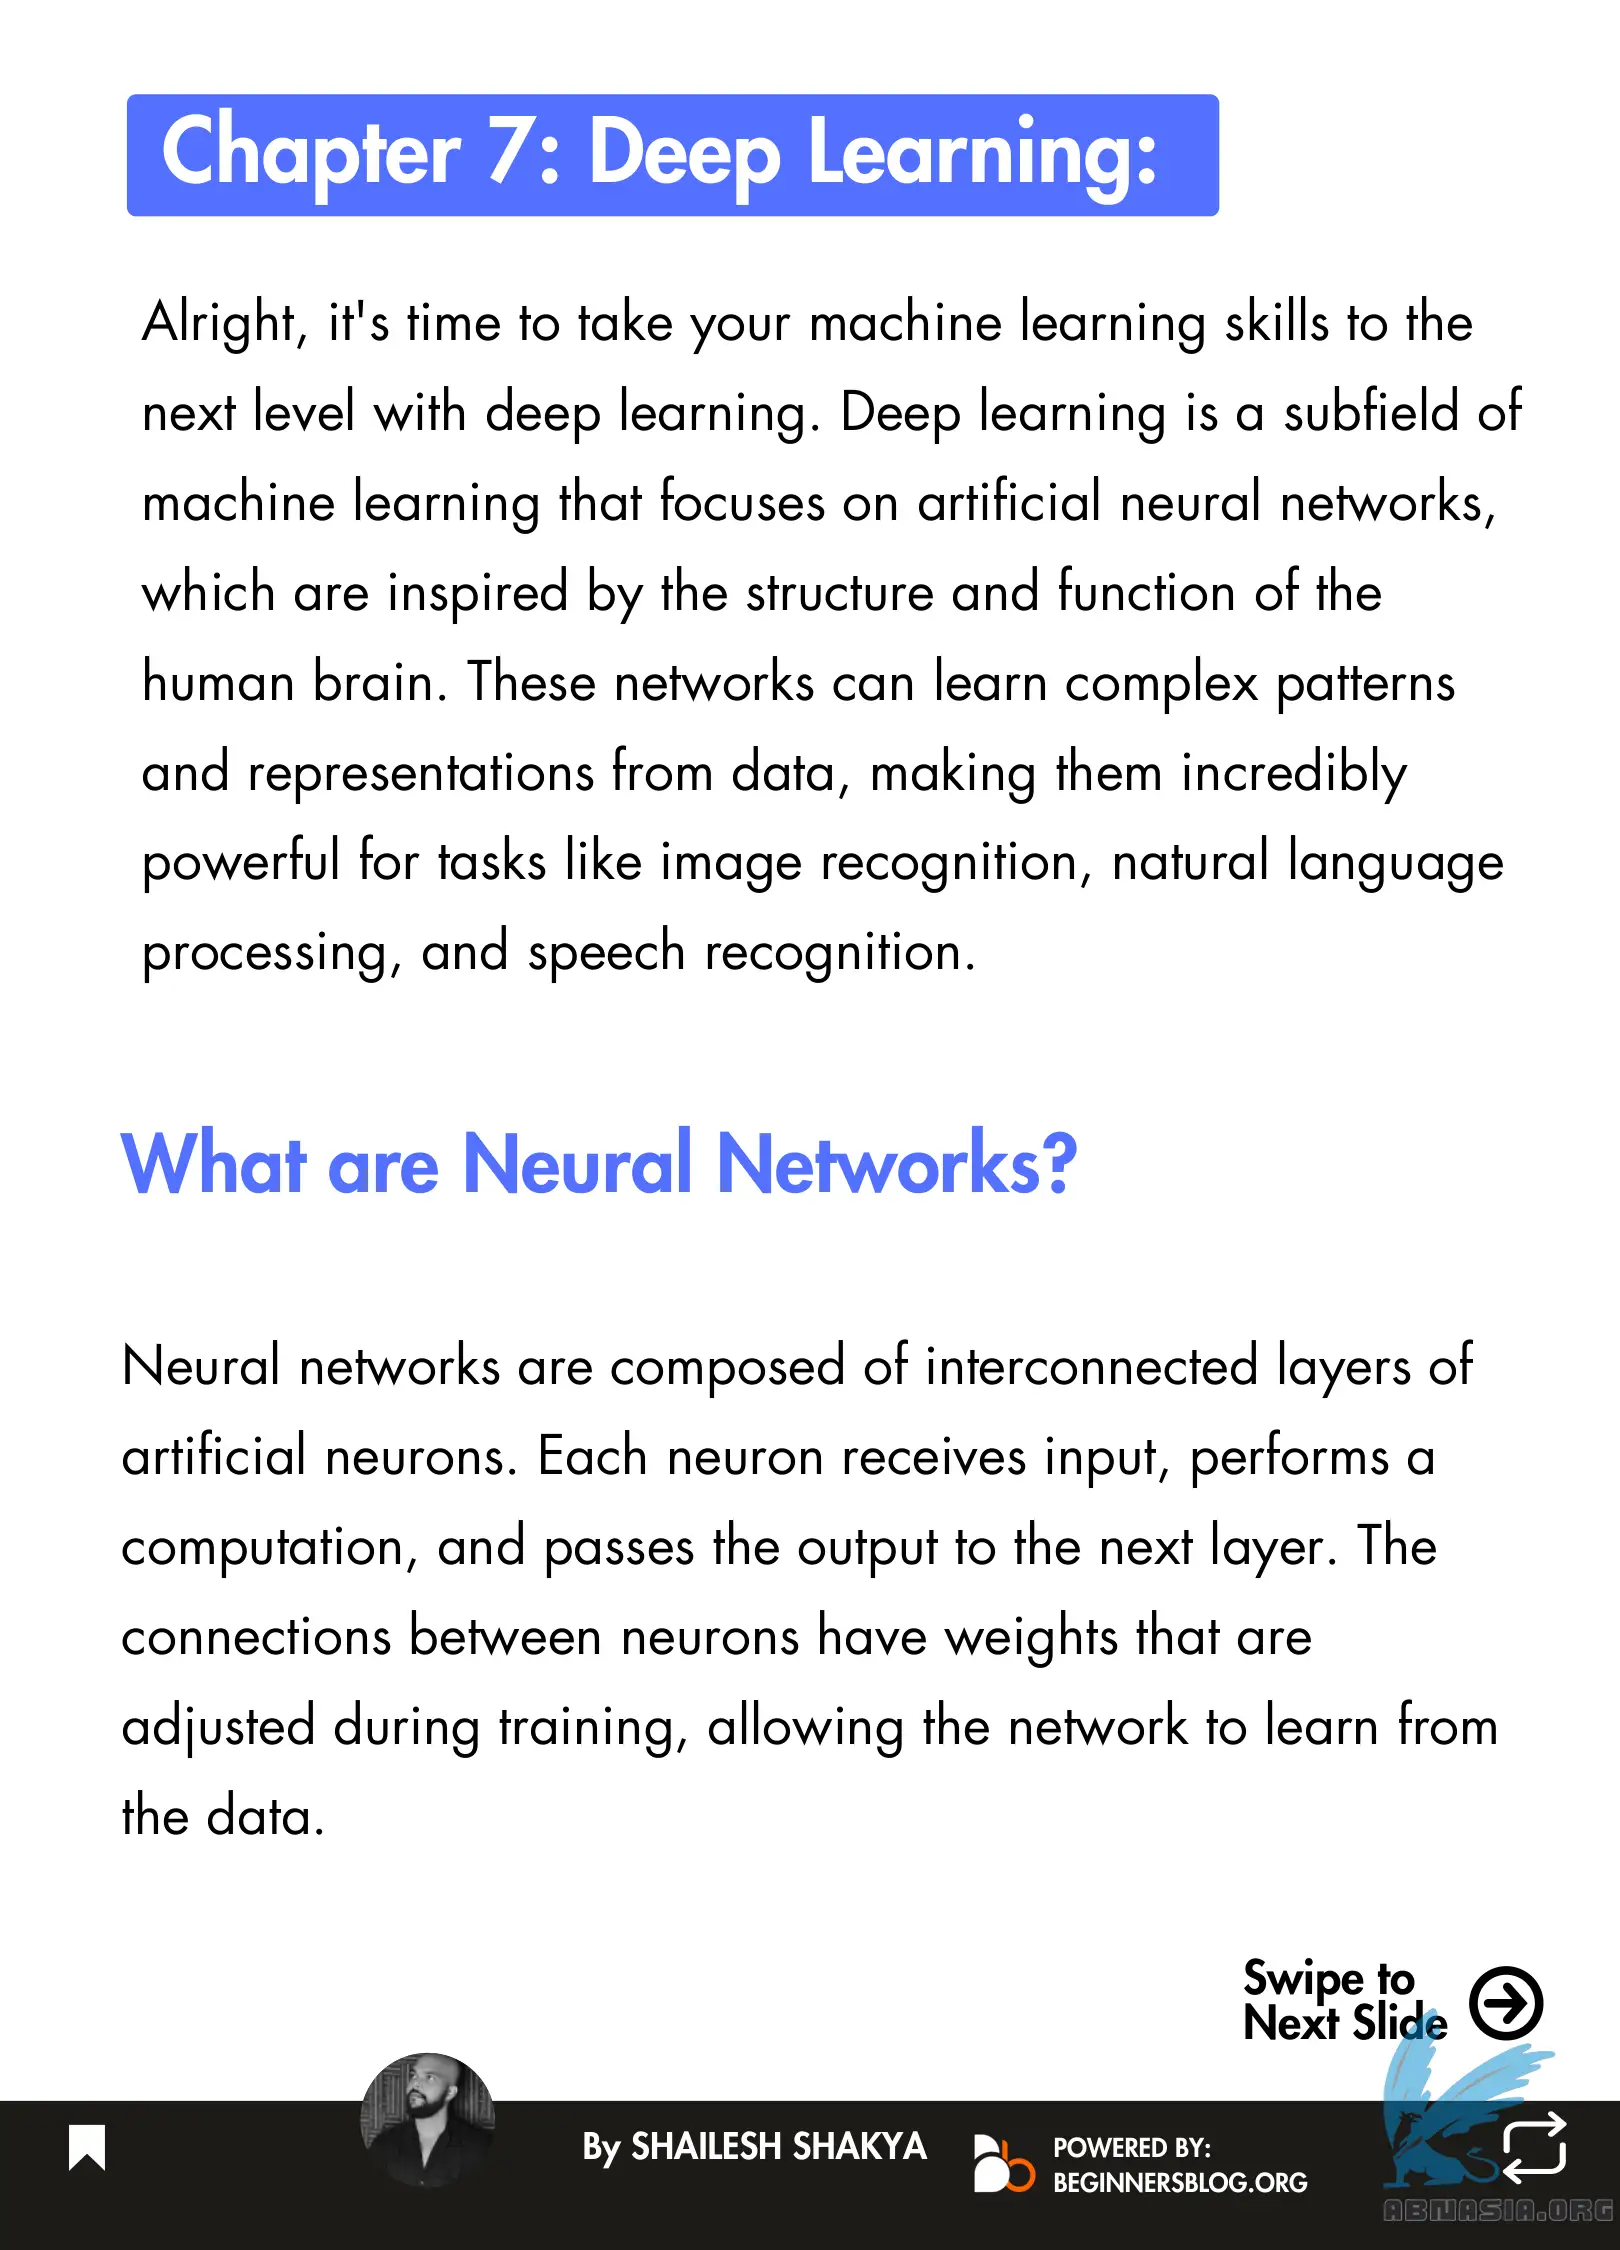 Chapter 7: Deep Learning:
Alright, it's time to take your machine learning skills to the
next level with deep learning. Deep learning is a subfield of
machine learning that focuses on artificial neural networks,
which are inspired by the structure and function of the
human brain. These networks can learn complex patterns
and representations from data, making them incredibly
powerful for tasks like image recognition, natural language
processing, and speech recognition.
What are Neural Networks?
Neural networks are composed of interconnected layers of
artificial neurons. Each neuron receives input, performs a
computation, and passes the output to the next layer. The
connections between neurons have weights that are
adjusted during training, allowing the network to learn from
the data.
Swipe to
Next Slide
By SHAILESH SHAKYA
POWERED BY:
BEGINNERSBLOG.ORG
ABNASIA.ORG